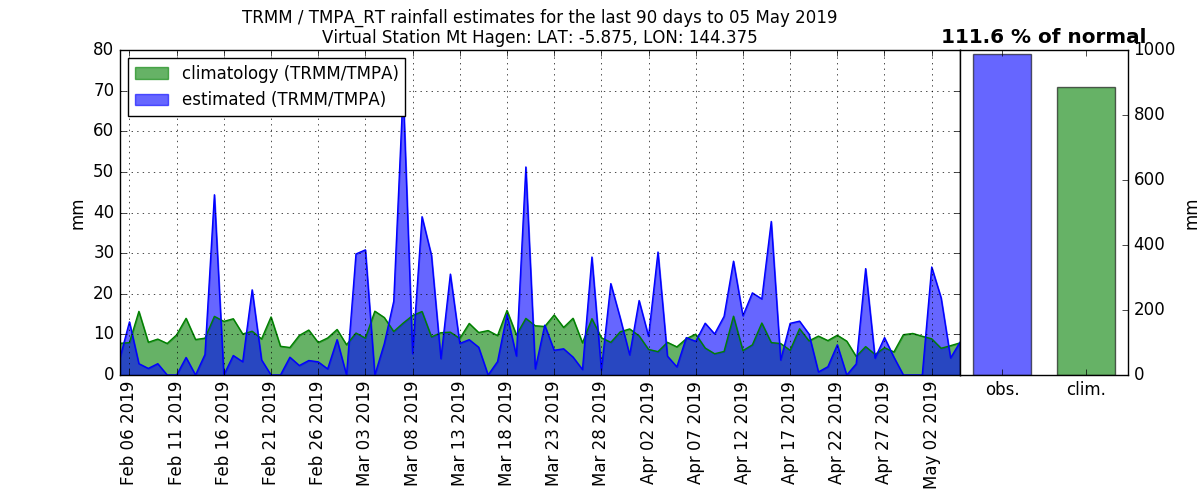 TRMM / TMPA_RT rainfall estimates for the last 90 days to 05 May 2019
Virtual Station Mt Hagen: LAT: -5.875, LON: 144.375
111.6 % of normal
climatology (TRMM/TMPA)
estimated (TRMM/TMPA)
mm
80
70
60
50
40
30
20
10
0
Feb 06 2019
Feb 11 2019
Feb 16 2019
Feb 21 2019
Feb 26 2019
Mar 03 2019
Mar 08 2019
Mar 13 2019
Mar 18 2019
Mar 23 2019
Mar 28 2019
Apr 02 2019
Apr 07 2019
Apr 12 2019
Apr 17 2019
Apr 22 2019
Apr 27 2019
May 02 2019
obs.
clim.
1000
800
600
400
200
0
mm